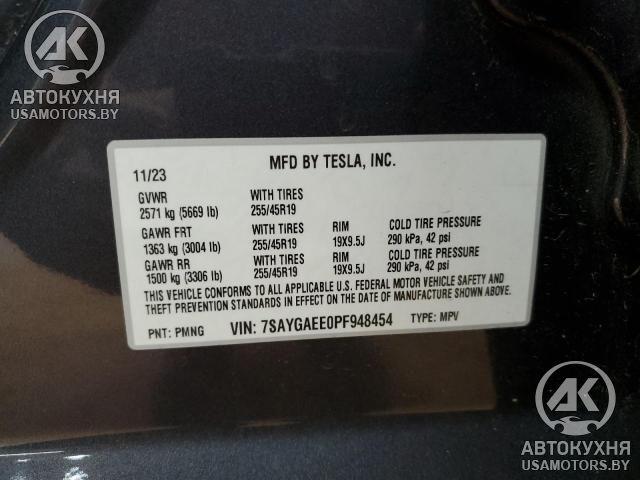 AK
АВТОКУХНЯ
USAMOTORS.BY
MFD BY TESLA, INC.
11/23
GVWR WITH TIRES
2571 kg (5669 lb) 255/45R19
GAWR FRT WITH TIRES RIM COLD TIRE PRESSURE
1363 kg (3004 lb) 255/45R19 19X9.5J 290 kPa, 42 psi
GAWR RR WITH TIRES RIM COLD TIRE PRESSURE
1500 kg (3306 lb) 255/45R19 19X9.5J 290 kPa, 42 psi
THIS VEHICLE CONFORMS TO ALL APPLICABLE U.S. FEDERAL MOTOR VEHICLE SAFETY AND
THEFT PREVENTION STANDARDS IN EFFECT ON THE DATE OF MANUFACTURE SHOWN ABOVE.
PNT: PMNG VIN: 7SAYGAEE0PF948454 TYPE: MPV
AK
АВТОКУХНЯ
USAMOTORS.BY